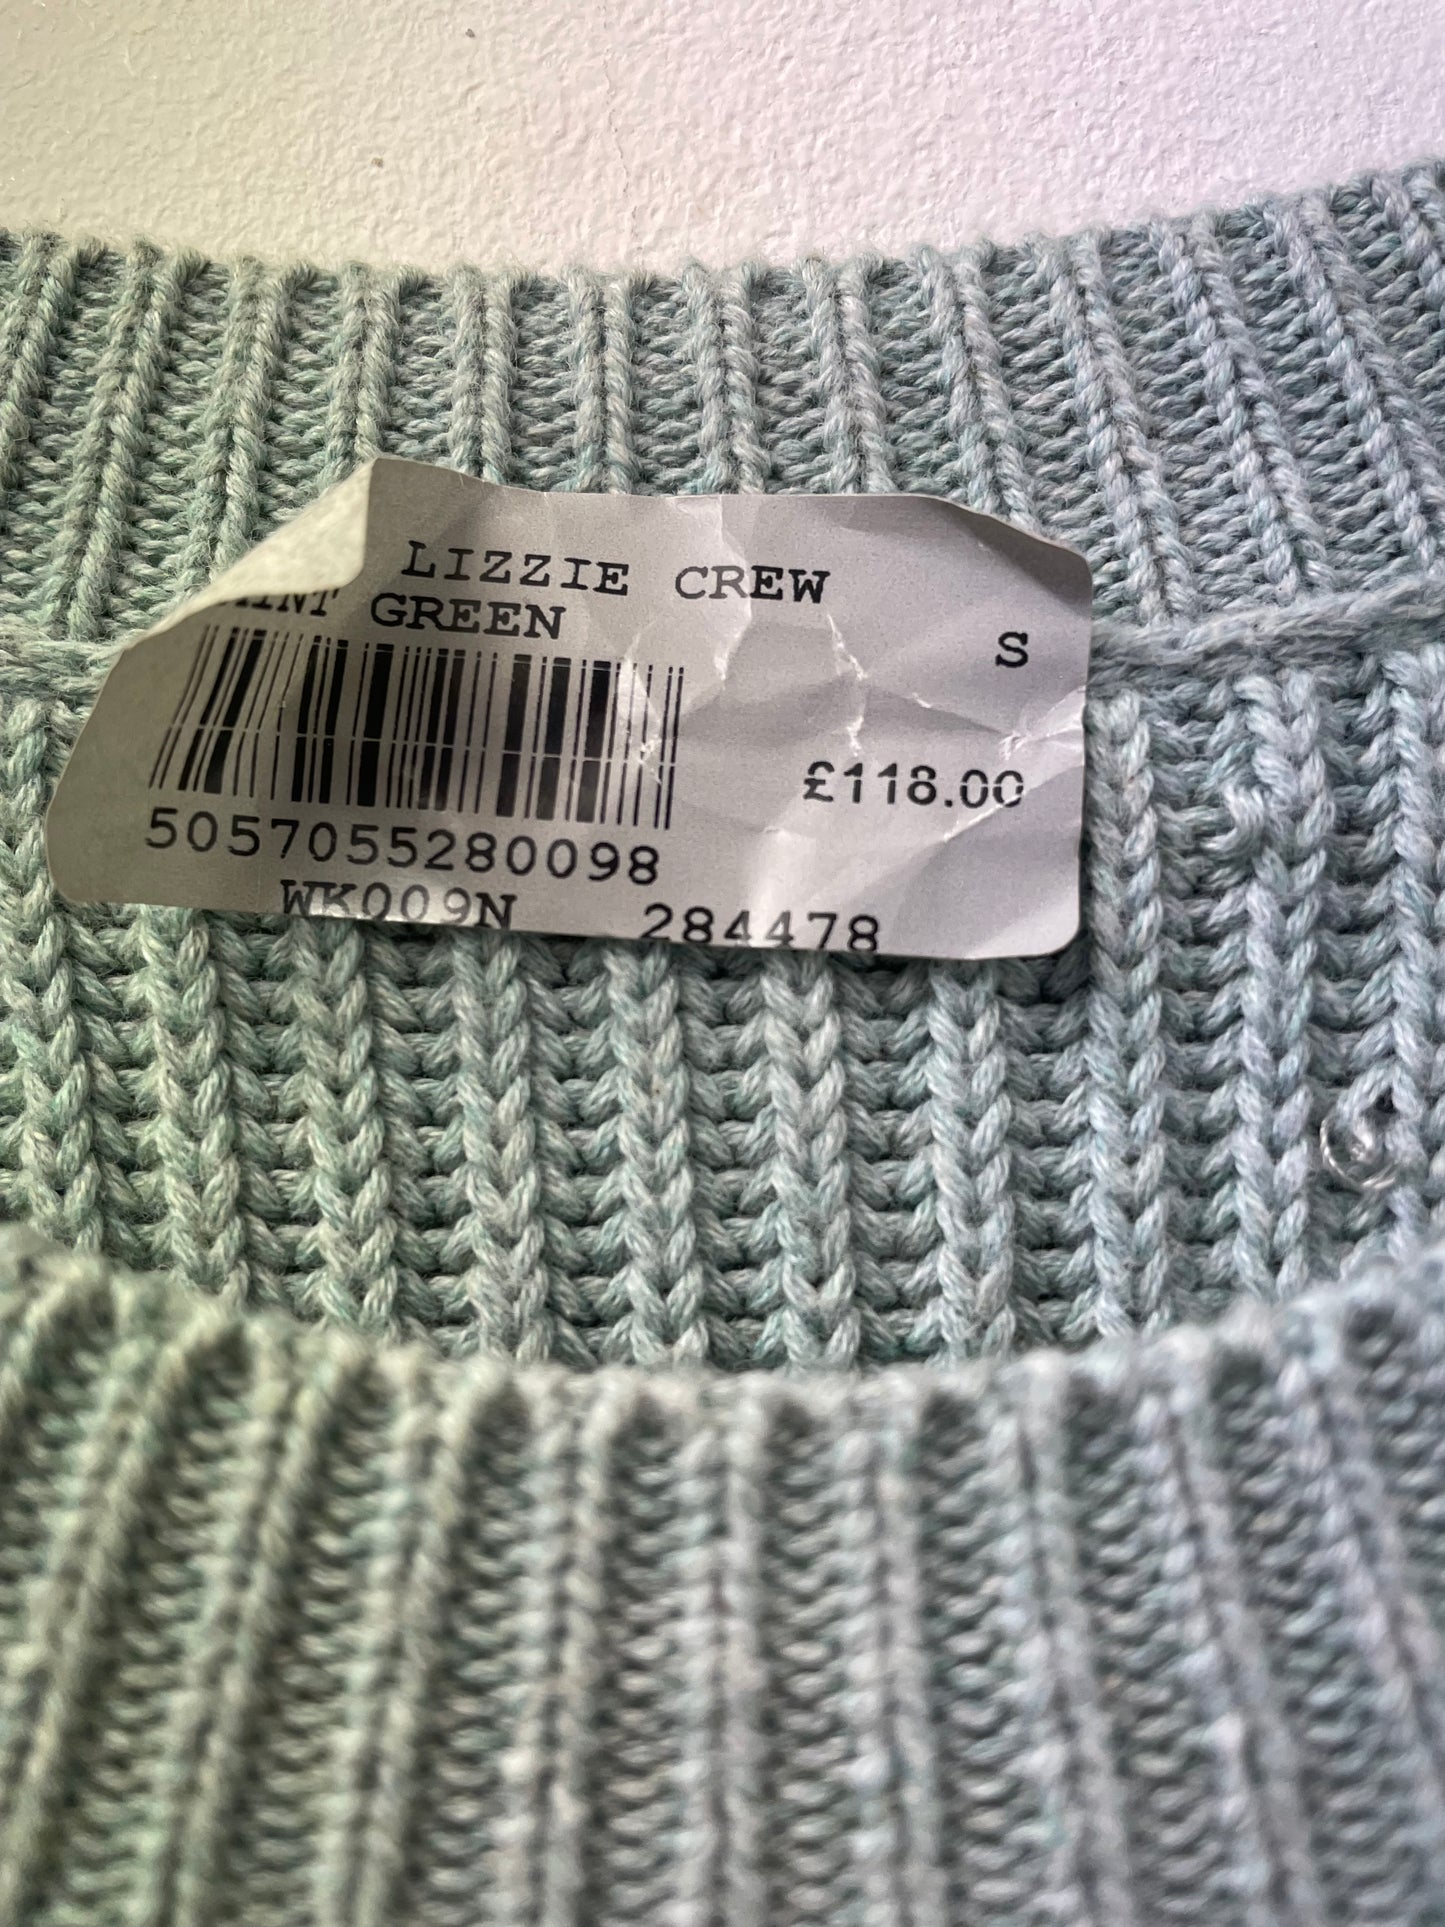 LIZZIE CREW
GREEN
S
£118.00
5057055280098
WK009N 284478